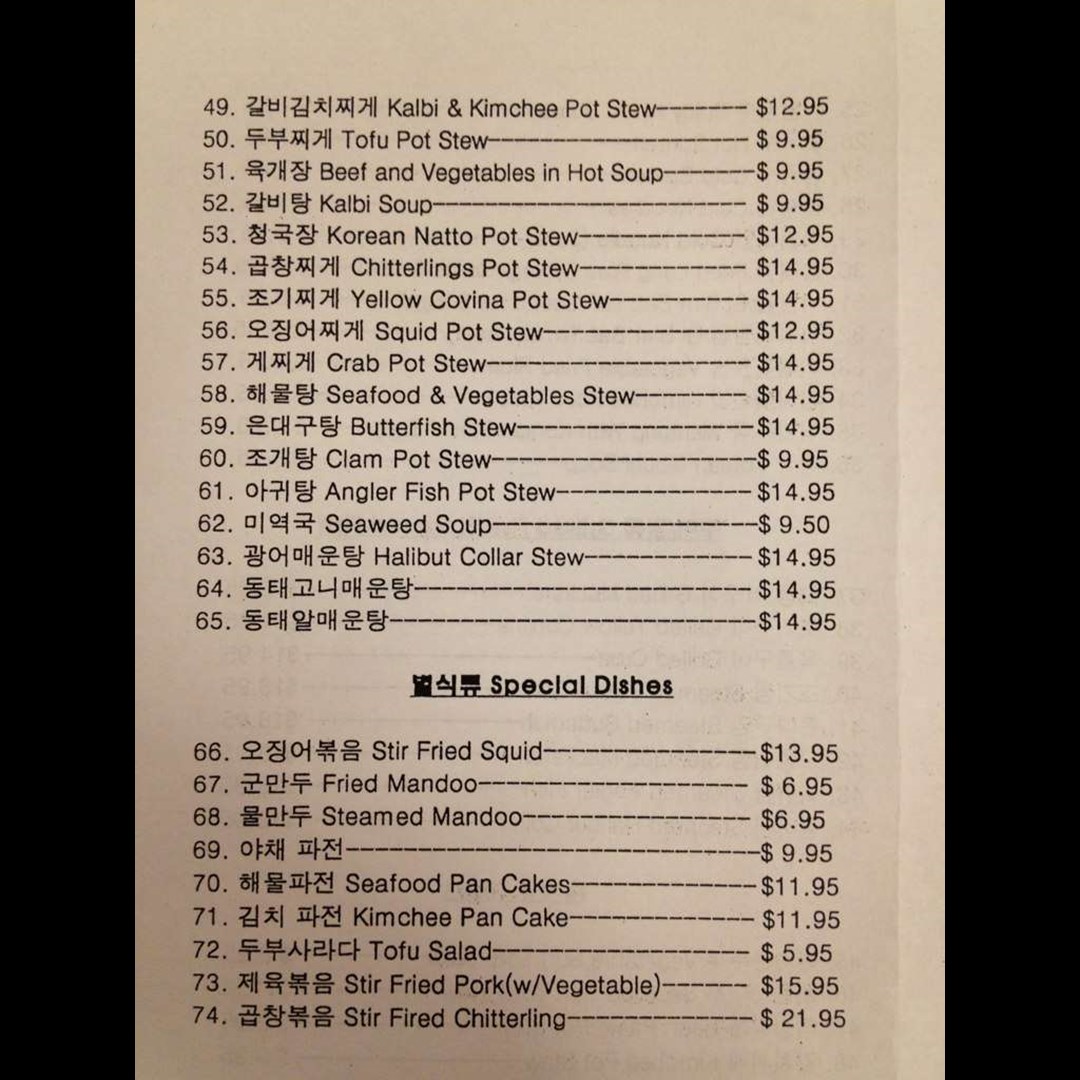 49. 갈비김치찌게 Kalbi & Kimchee Pot Stew------- $12.95
50. 두부찌게 Tofu Pot Stew-------------------- $ 9.95
51. 육개장 Beef and Vegetables in Hot Soup-------$ 9.95
52. 갈비탕 Kalbi Soup------------------------ $ 9.95
53. 청국장 Korean Natto Pot Stew------------- $12.95
54. 곱창찌게 Chitterlings Pot Stew------------- $14.95
55. 조기찌게 Yellow Covina Pot Stew----------- $14.95
56. 오징어찌게 Squid Pot Stew----------------$12.95
57. 게찌게 Crab Pot Stew---------------------$14.95
58. 해물탕 Seafood & Vegetables Stew--------- $14.95
59. 은대구탕 Butterfish Stew-------------------$14.95
60. 조개탕 Clam Pot Stew---------------------$ 9.95
61. 아귀탕 Angler Fish Pot Stew--------------- $14.95
62. 미역국 Seaweed Soup---------------------$ 9.50
63. 광어매운탕 Halibut Collar Stew------------- $14.95
64. 동태고니매운탕--------------------------- $14.95
65. 동태알매운탕-----------------------------$14.95
별식류 Special Dishes
66. 오징어볶음 Stir Fried Squid-----------------$13.95
67. 군만두 Fried Mandoo--------------------- $ 6.95
68. 물만두 Steamed Mandoo------------------ $6.95
69. 야채 파전--------------------------------$ 9.95
70. 해물파전 Seafood Pan Cakes--------------$11.95
71. 김치 파전 Kimchee Pan Cake-------------- $11.95
72. 두부사라다 Tofu Salad-------------------- $ 5.95
73. 제육볶음 Stir Fried Pork(w/Vegetable)------ $15.95
74. 곱창볶음 Stir Fired Chitterling-------------- $ 21.95